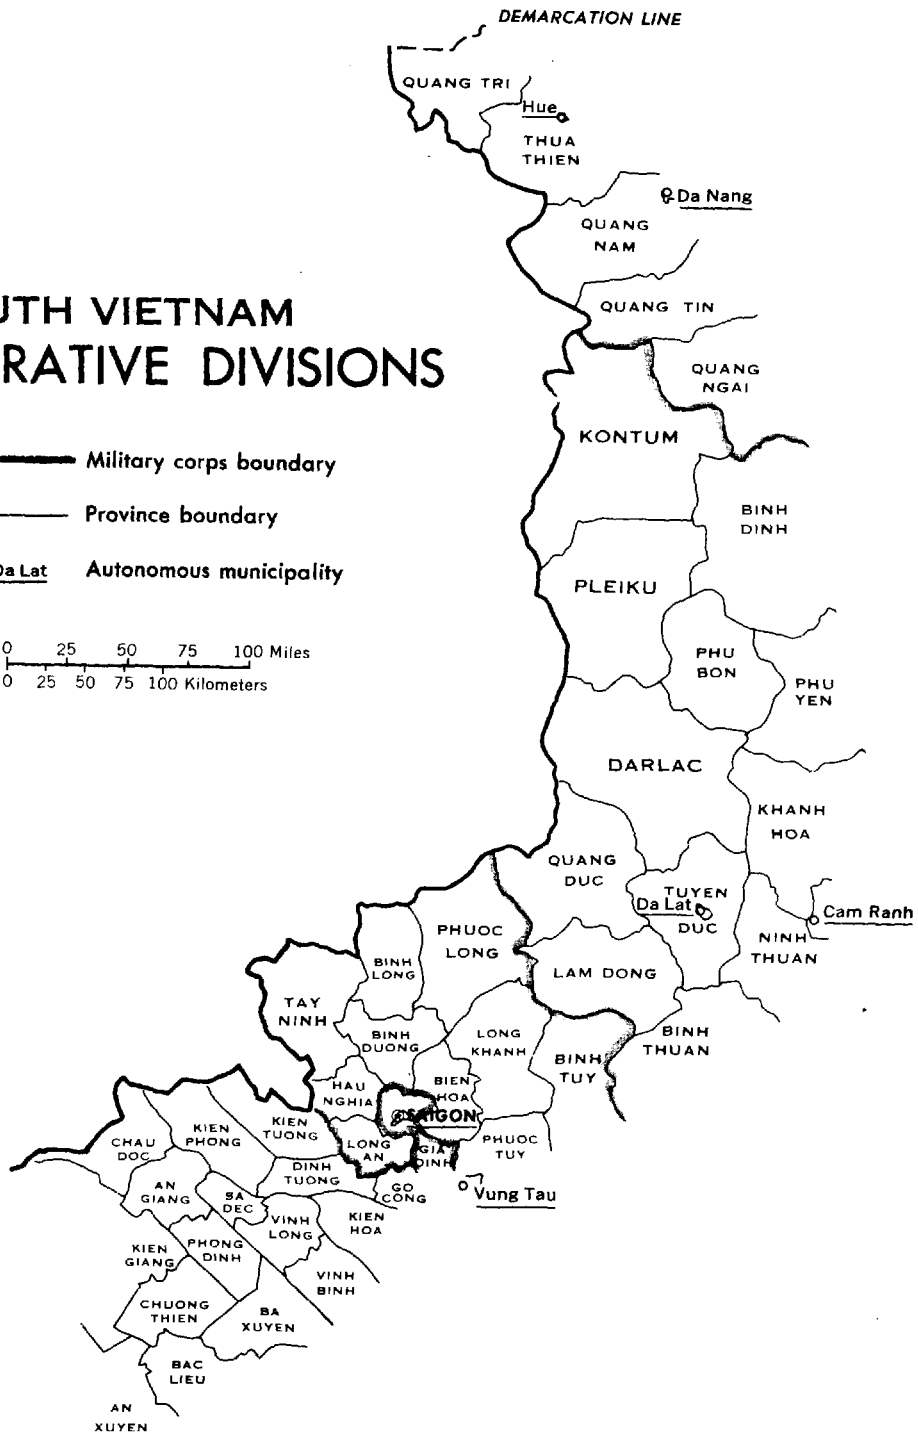 DEMARCATION LINE
QUANG TRI
Hue
THUA
THIEN
Da Nang
QUANG
NAM
UTH VIETNAM
RATIVE DIVISIONS
QUANG TIN
QUANG
NGAI
Military corps boundary
Province boundary
Da Lat Autonomous municipality
0 25 50 75 100 Miles
0 25 50 75 100 Kilometers
KONTUM
BINH
DINH
PLEIKU
PHU
BON
PHU
YEN
DARLAC
KHANH
HOA
QUANG
DUC
TUYEN
DUC
Da Lat
Cam Ranh
NINH
THUAN
PHUOC
LONG
BINH
LONG
LAM DONG
TAY
NINH
BINH
DUONG
LONG
KHANH
BINH
TUY
BINH
THUAN
HAU
NGHIA
BIEN
HOA
SAIGON
KIEN
TUONG
KIEN
PHONG
CHAU
DOC
LONG
AN
GIA
DINH
PHUOC
TUY
DINH
TUONG
GO
CONG
Vung Tau
AN
GIANG
SA
DEC
VINH
LONG
KIEN
HOA
KIEN
GIANG
PHONG
DINH
VINH
BINH
CHUONG
THIEN
BA
XUYEN
BAC
LIEU
AN
XUYEN